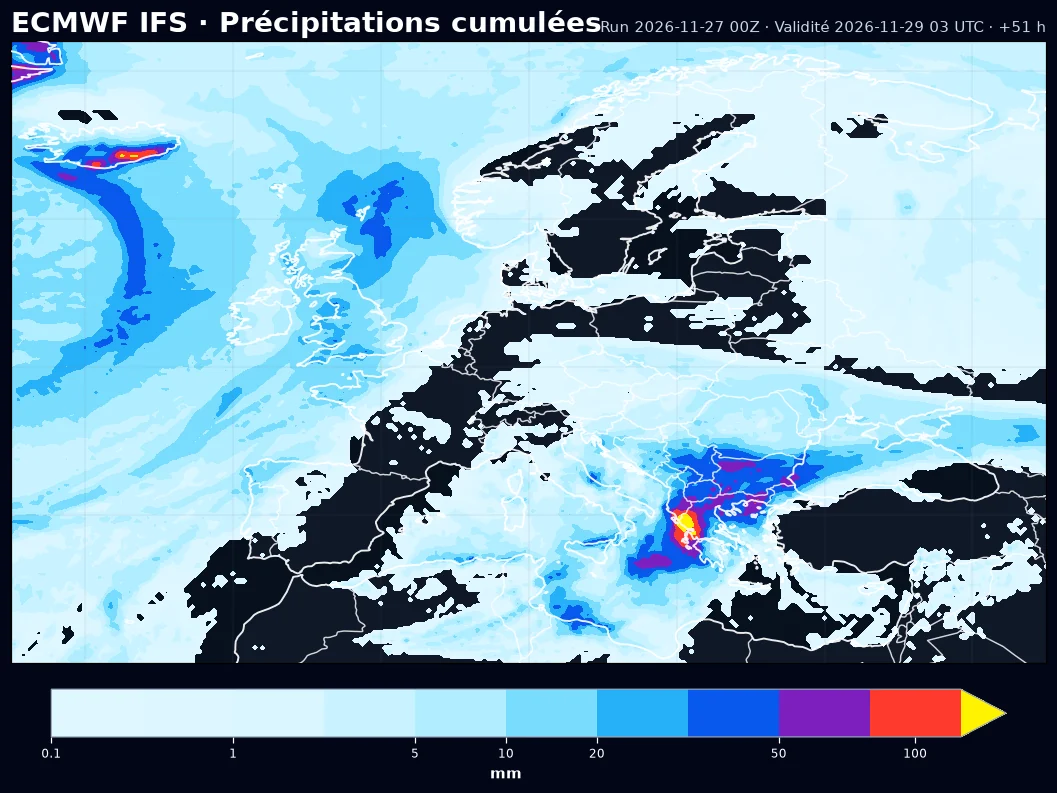 ECMWF IFS · Précipitations cumulées
Run 2026-11-27 00Z · Validité 2026-11-29 03 UTC · +51 h
0.1 1 5 10 20 50 100
mm